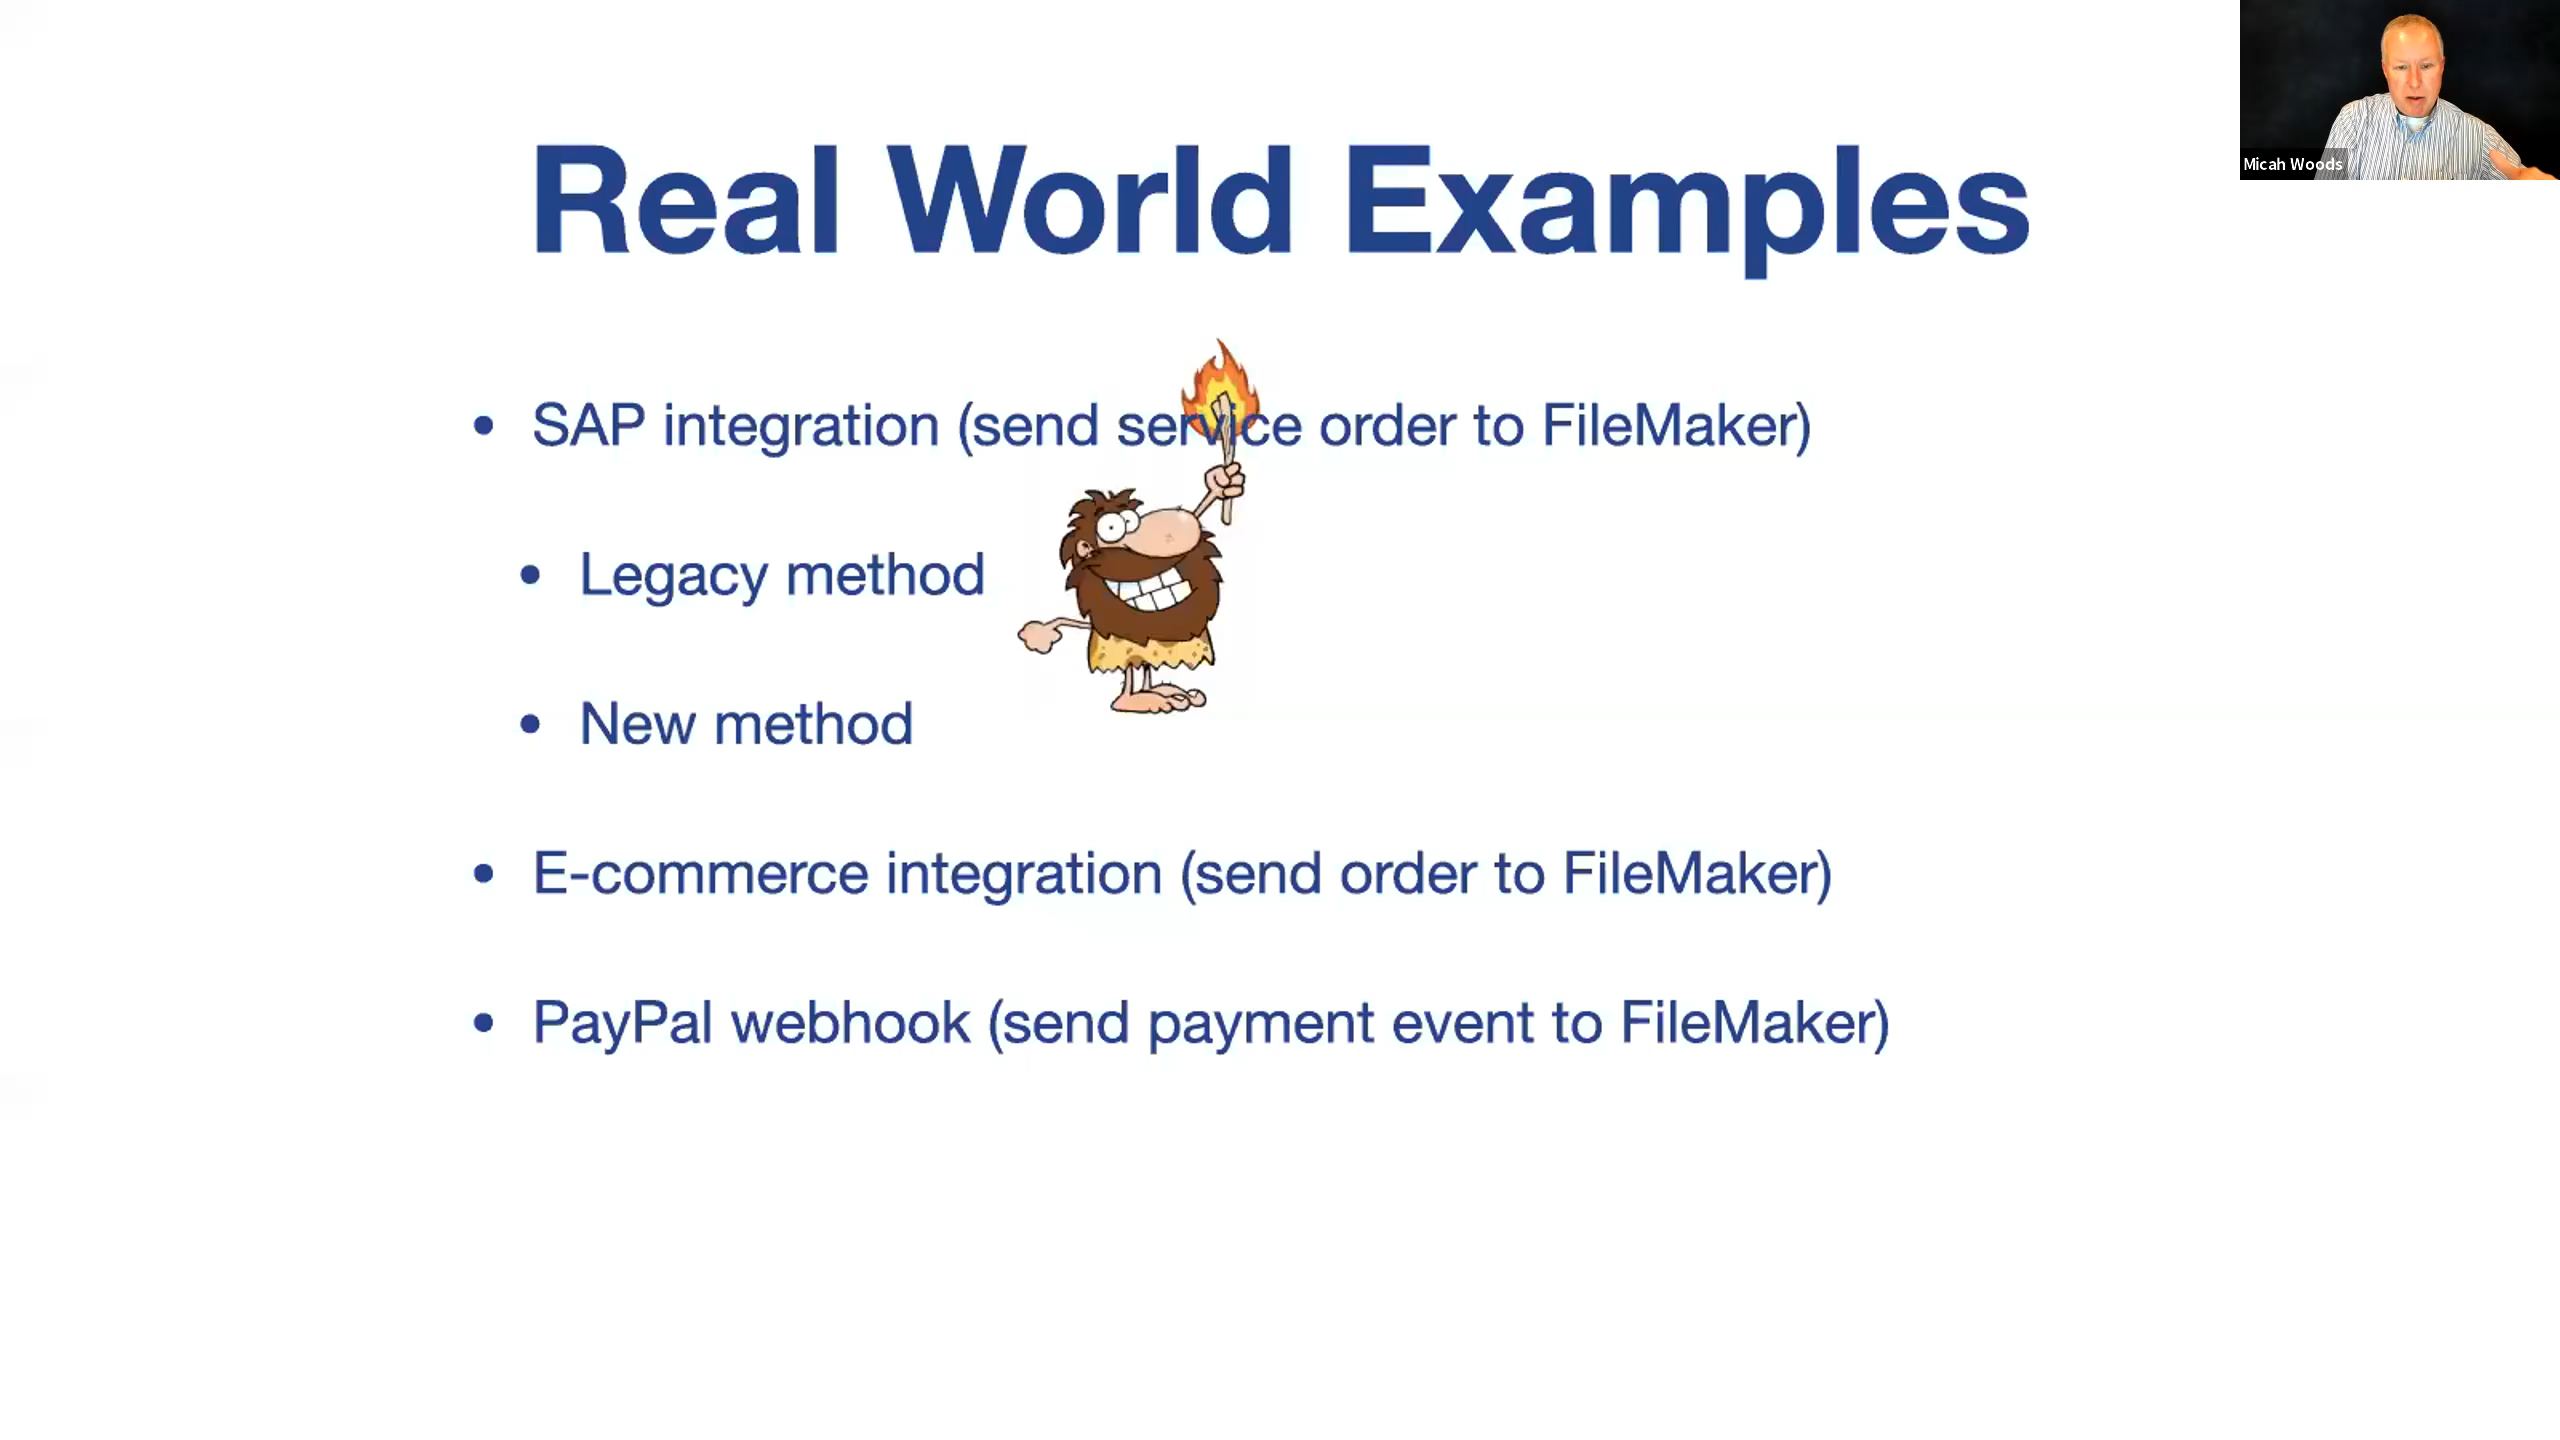 Micah Woods
Real World Examples
• SAP integration (send service order to FileMaker)
• Legacy method
• New method
• E-commerce integration (send order to FileMaker)
• PayPal webhook (send payment event to FileMaker)